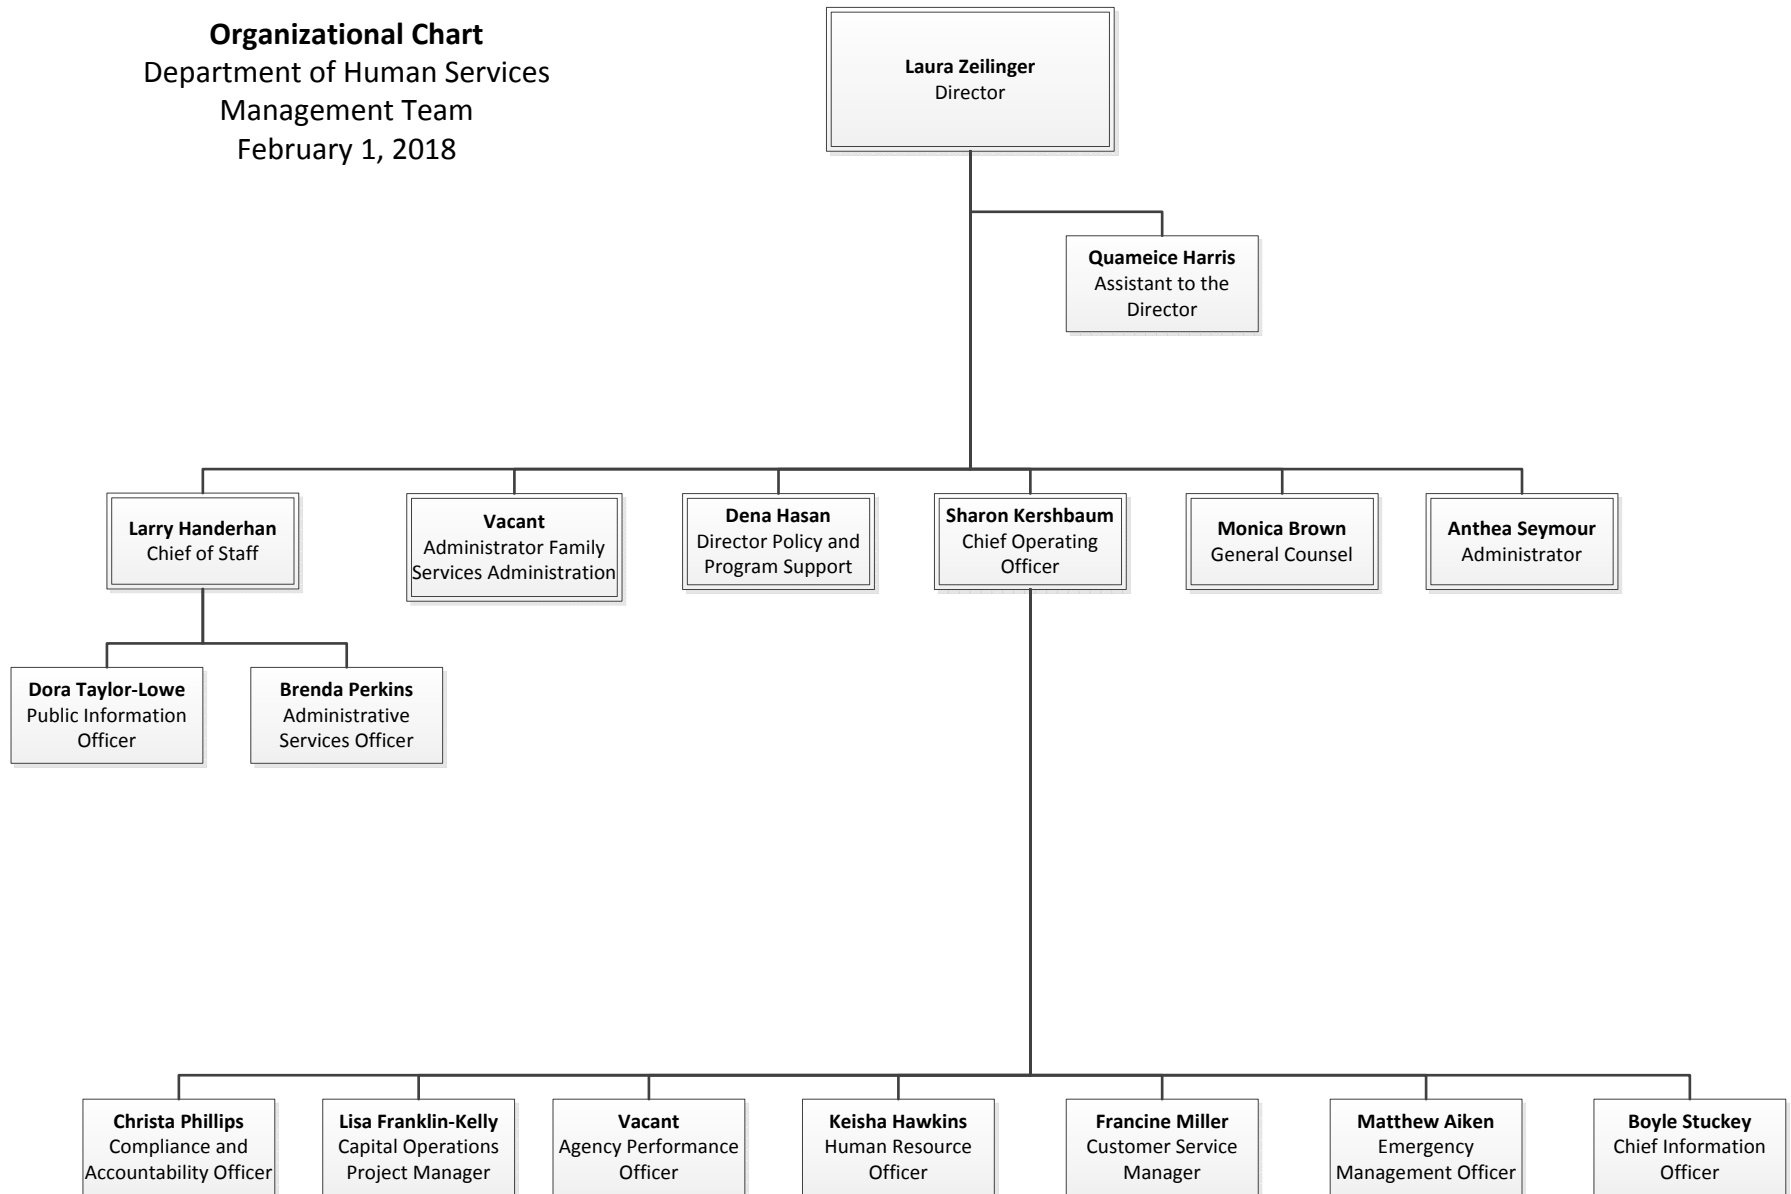 Organizational Chart
Department of Human Services
Management Team
February 1, 2018
Laura Zeilinger
Director
Quameice Harris
Assistant to the
Director
Larry Handerhan
Chief of Staff
Vacant
Administrator Family
Services Administration
Dena Hasan
Director Policy and
Program Support
Sharon Kershbaum
Chief Operating
Officer
Monica Brown
General Counsel
Anthea Seymour
Administrator
Dora Taylor-Lowe
Public Information
Officer
Brenda Perkins
Administrative
Services Officer
Christa Phillips
Compliance and
Accountability Officer
Lisa Franklin-Kelly
Capital Operations
Project Manager
Vacant
Agency Performance
Officer
Keisha Hawkins
Human Resource
Officer
Francine Miller
Customer Service
Manager
Matthew Aiken
Emergency
Management Officer
Boyle Stuckey
Chief Information
Officer